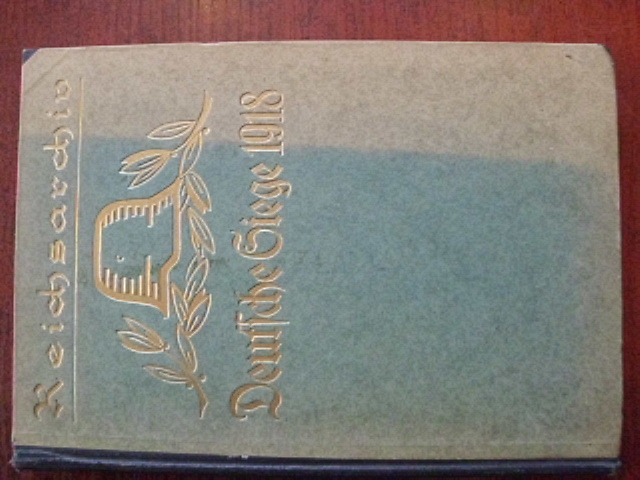 Reichsarchiv
Deutsche Siege 1918